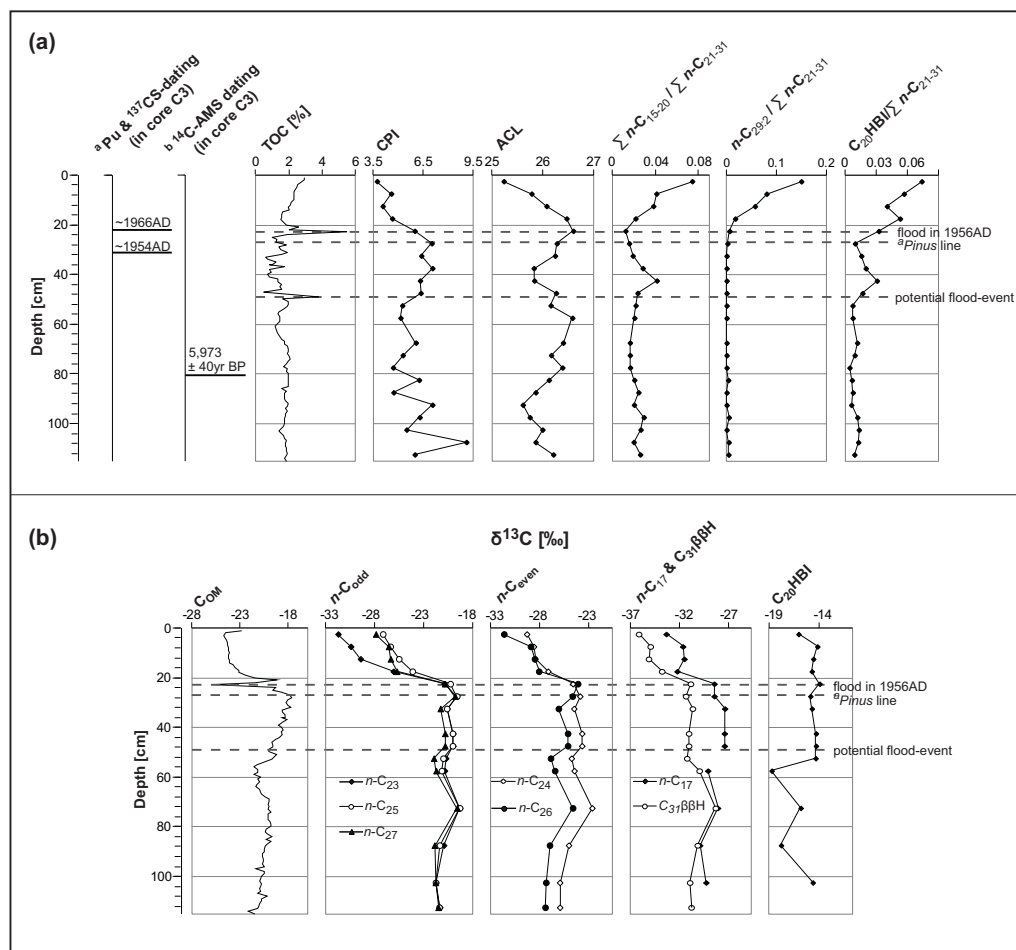 (a)
a Pu & 137CS-dating
(in core C3)
b 14C-AMS dating
(in core C3)
TOC [%]
CPI
ACL
∑ n-C15-20 / ∑ n-C21-31
n-C29:2 / ∑ n-C21-31
C20HBI/∑ n-C21-31
0 2 4 6
3.5 6.5 9.5
25 26 27
0 0.04 0.08
0 0.1 0.2
0 0.03 0.06
Depth [cm]
0
20
40
60
80
100
~1966AD
~1954AD
5,973
± 40yr BP
flood in 1956AD
aPinus line
potential flood-event
(b)
δ13C [‰]
COM
n-Codd
n-Ceven
n-C17 & C31ββH
C20HBI
-28 -23 -18
-33 -28 -23 -18
-33 -28 -23
-37 -32 -27
-19 -14
Depth [cm]
0
20
40
60
80
100
flood in 1956AD
aPinus line
potential flood-event
n-C23
n-C25
n-C27
n-C24
n-C26
n-C17
C31ββH